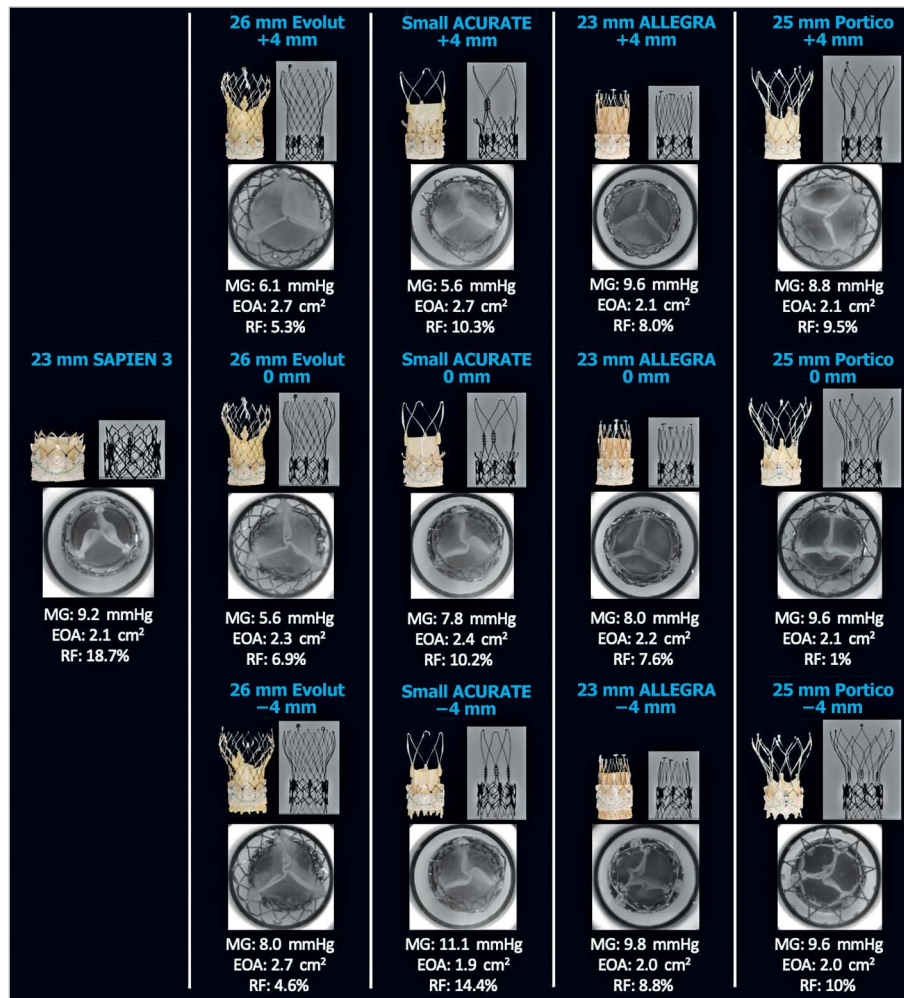 26 mm Evolut
+4 mm
Small ACURATE
+4 mm
23 mm ALLEGRA
+4 mm
25 mm Portico
+4 mm
MG: 6.1 mmHg
EOA: 2.7 cm²
RF: 5.3%
MG: 5.6 mmHg
EOA: 2.7 cm²
RF: 10.3%
MG: 9.6 mmHg
EOA: 2.1 cm²
RF: 8.0%
MG: 8.8 mmHg
EOA: 2.1 cm²
RF: 9.5%
23 mm SAPIEN 3
26 mm Evolut
0 mm
Small ACURATE
0 mm
23 mm ALLEGRA
0 mm
25 mm Portico
0 mm
MG: 9.2 mmHg
EOA: 2.1 cm²
RF: 18.7%
MG: 5.6 mmHg
EOA: 2.3 cm²
RF: 6.9%
MG: 7.8 mmHg
EOA: 2.4 cm²
RF: 10.2%
MG: 8.0 mmHg
EOA: 2.2 cm²
RF: 7.6%
MG: 9.6 mmHg
EOA: 2.1 cm²
RF: 1%
26 mm Evolut
−4 mm
Small ACURATE
−4 mm
23 mm ALLEGRA
−4 mm
25 mm Portico
−4 mm
MG: 8.0 mmHg
EOA: 2.7 cm²
RF: 4.6%
MG: 11.1 mmHg
EOA: 1.9 cm²
RF: 14.4%
MG: 9.8 mmHg
EOA: 2.0 cm²
RF: 8.8%
MG: 9.6 mmHg
EOA: 2.0 cm²
RF: 10%